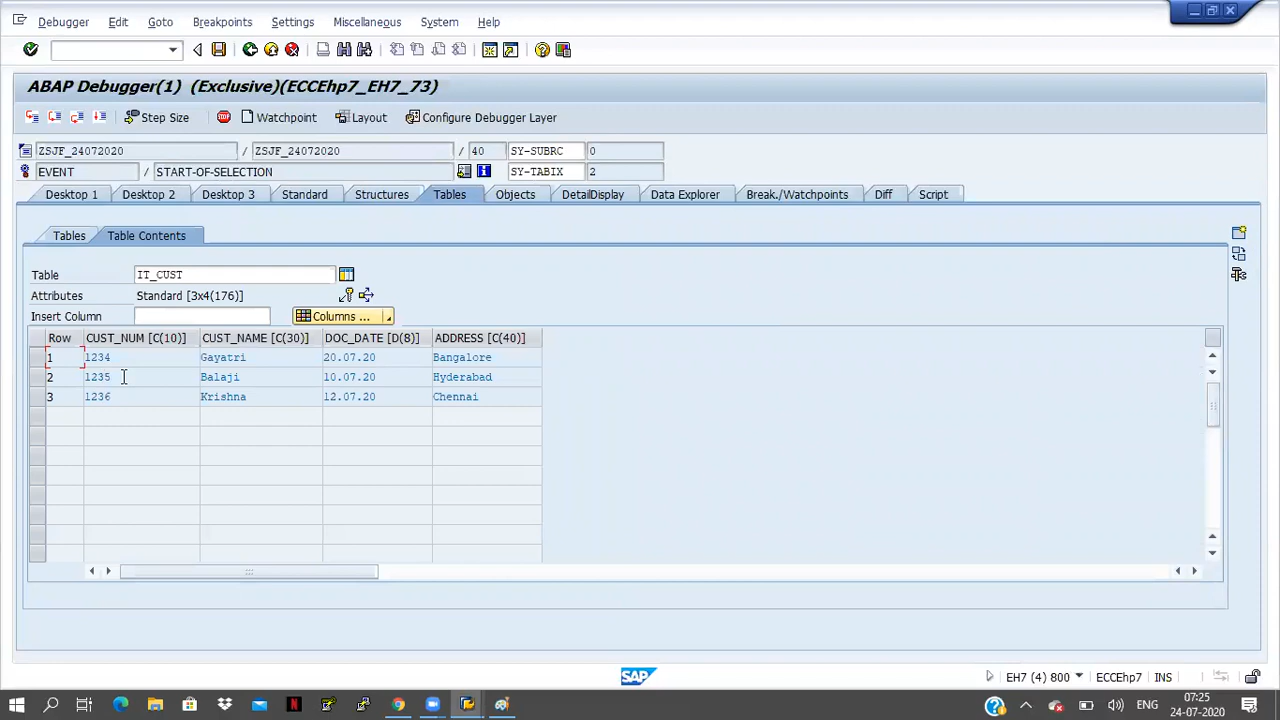 Debugger Edit Goto Breakpoints Settings Miscellaneous System Help
ABAP Debugger(1) (Exclusive)(ECCEhp7_EH7_73)
Step Size Watchpoint Layout Configure Debugger Layer
ZSJF_24072020 / ZSJF_24072020 / 40 SY-SUBRC 0
EVENT / START-OF-SELECTION SY-TABIX 2
Desktop 1 Desktop 2 Desktop 3 Standard Structures Tables Objects DetailDisplay Data Explorer Break./Watchpoints Diff Script
Tables Table Contents
Table IT_CUST
Attributes Standard [3x4(176)]
Insert Column Columns ...
Row CUST_NUM [C(10)] CUST_NAME [C(30)] DOC_DATE [D(8)] ADDRESS [C(40)]
1 1234 Gayatri 20.07.20 Bangalore
2 1235 Balaji 10.07.20 Hyderabad
3 1236 Krishna 12.07.20 Chennai
SAP EH7 (4) 800 ECCEhp7 INS
ENG 07:25
24-07-2020